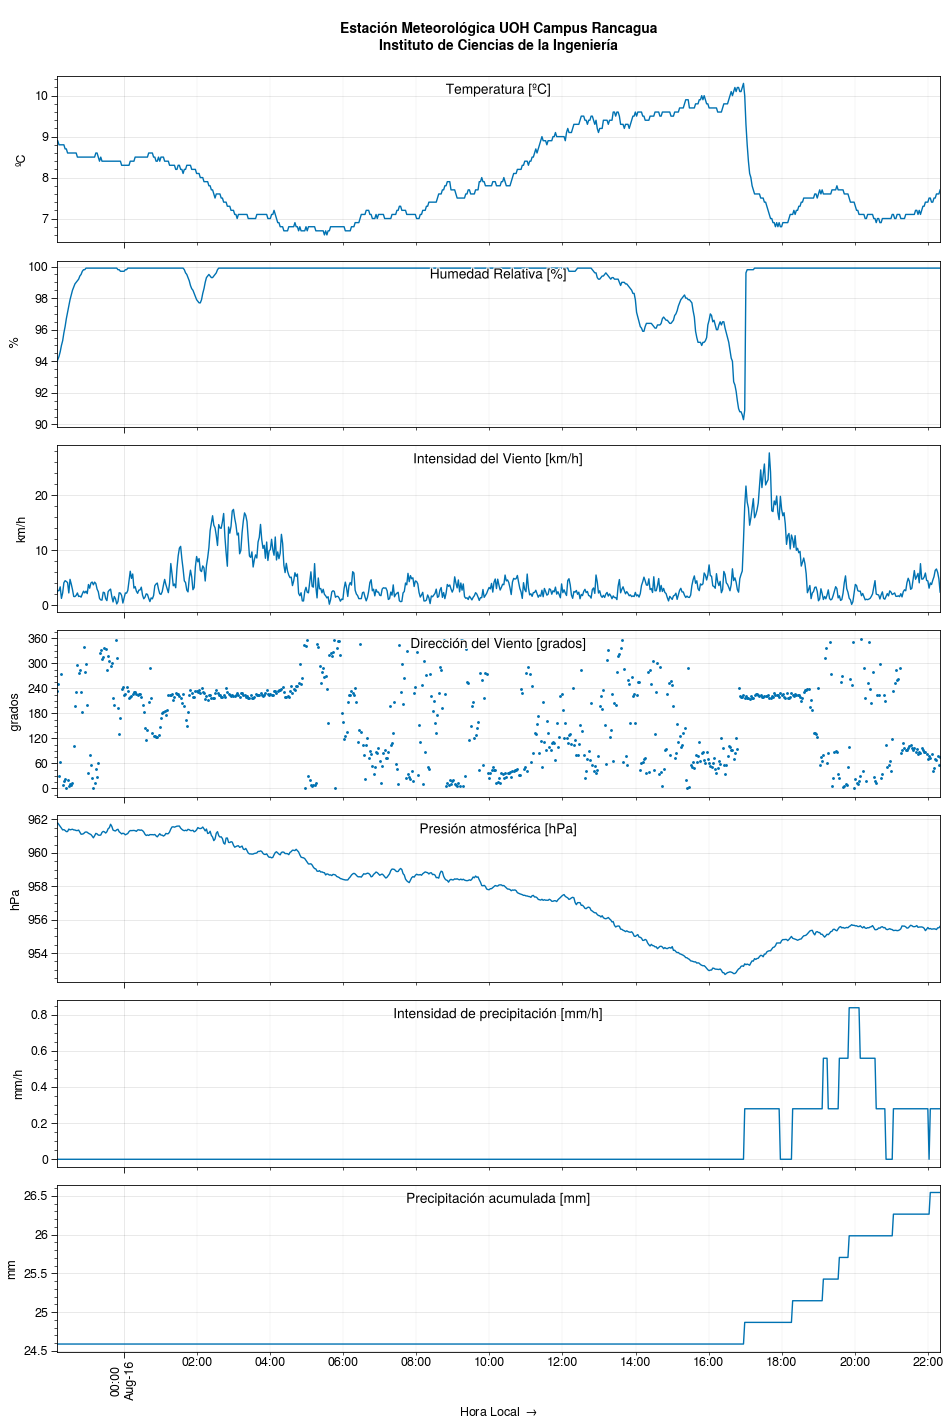 Estación Meteorológica UOH Campus Rancagua
Instituto de Ciencias de la Ingeniería
Temperatura [ºC]
ºC
10
9
8
7
Humedad Relativa [%]
%
100
98
96
94
92
90
Intensidad del Viento [km/h]
km/h
20
10
0
Dirección del Viento [grados]
grados
360
300
240
180
120
60
0
Presión atmosférica [hPa]
hPa
962
960
958
956
954
Intensidad de precipitación [mm/h]
mm/h
0.8
0.6
0.4
0.2
0
Precipitación acumulada [mm]
mm
26.5
26
25.5
25
24.5
00:00
Aug-16
02:00
04:00
06:00
08:00
10:00
12:00
14:00
16:00
18:00
20:00
22:00
Hora Local →